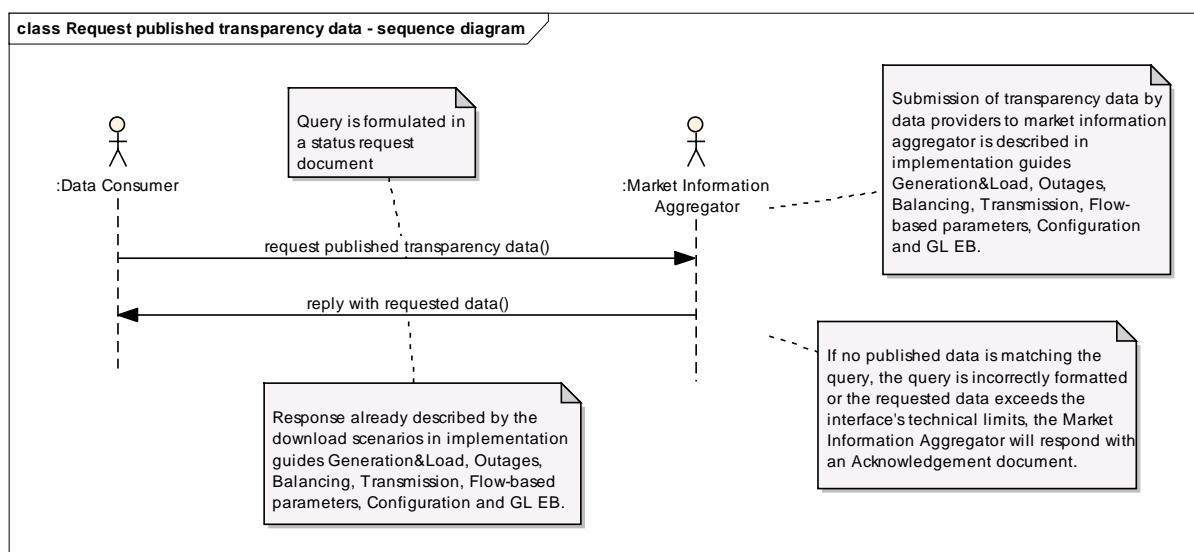 class Request published transparency data - sequence diagram
Query is formulated in
a status request
document
Submission of transparency data by
data providers to market information
aggregator is described in
implementation guides
Generation&Load, Outages,
Balancing, Transmission, Flow-
based parameters, Configuration
and GL EB.
:Data Consumer
:Market Information
Aggregator
request published transparency data()
reply with requested data()
If no published data is matching the
query, the query is incorrectly formatted
or the requested data exceeds the
interface's technical limits, the Market
Information Aggregator will respond with
an Acknowledgement document.
Response already described by the
download scenarios in implementation
guides Generation&Load, Outages,
Balancing, Transmission, Flow-based
parameters, Configuration and GL EB.